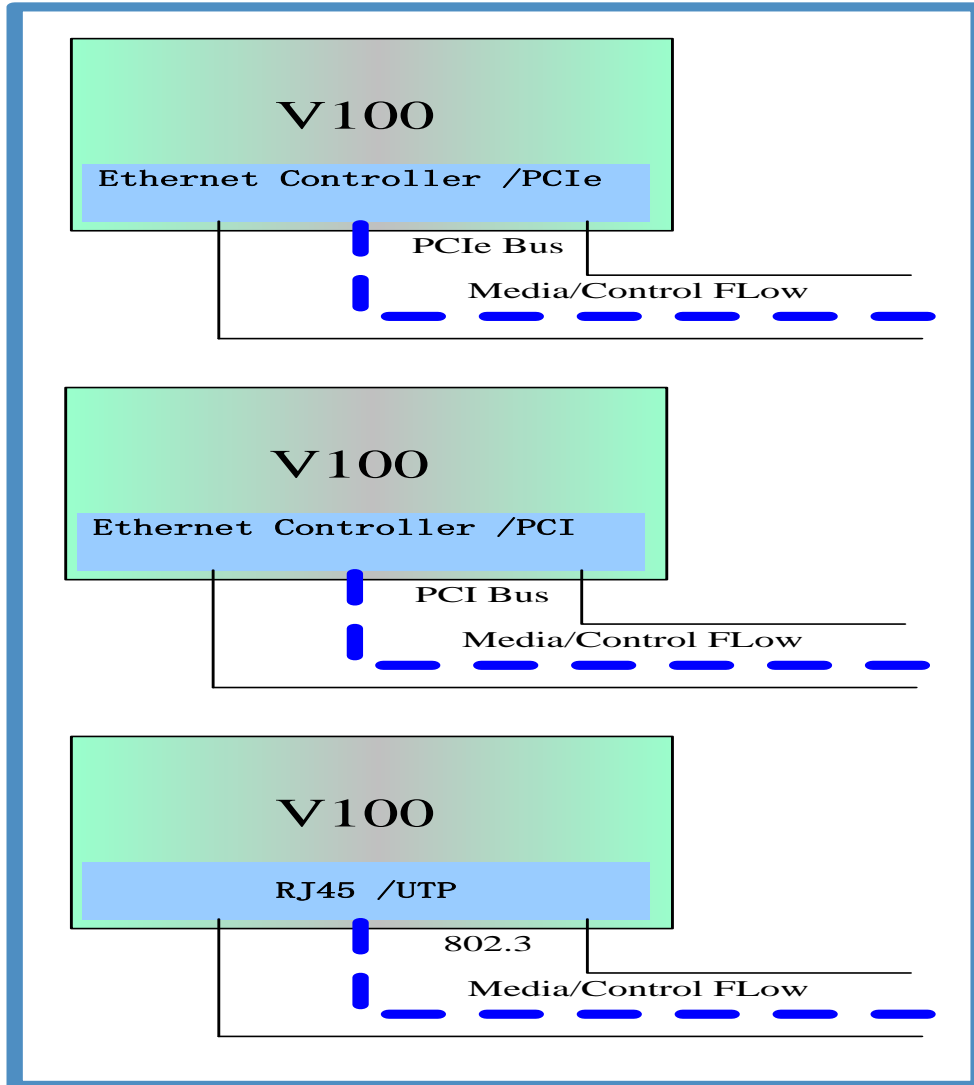 V100
Ethernet Controller /PCIe
PCIe Bus
Media/Control FLow
V100
Ethernet Controller /PCI
PCI Bus
Media/Control FLow
V100
RJ45 /UTP
802.3
Media/Control FLow